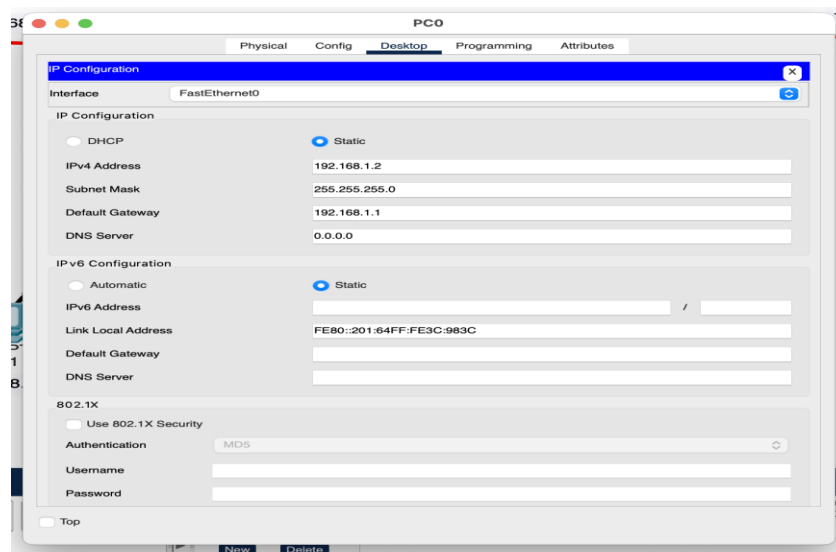 68
PC0
Physical Config Desktop Programming Attributes
IP Configuration
X
Interface FastEthernet0
IP Configuration
DHCP Static
IPv4 Address 192.168.1.2
Subnet Mask 255.255.255.0
Default Gateway 192.168.1.1
DNS Server 0.0.0.0
IPv6 Configuration
Automatic Static
IPv6 Address /
Link Local Address FE80::201:64FF:FE3C:983C
Default Gateway
DNS Server
802.1X
Use 802.1X Security
Authentication MD5
Username
Password
Top
New Delete